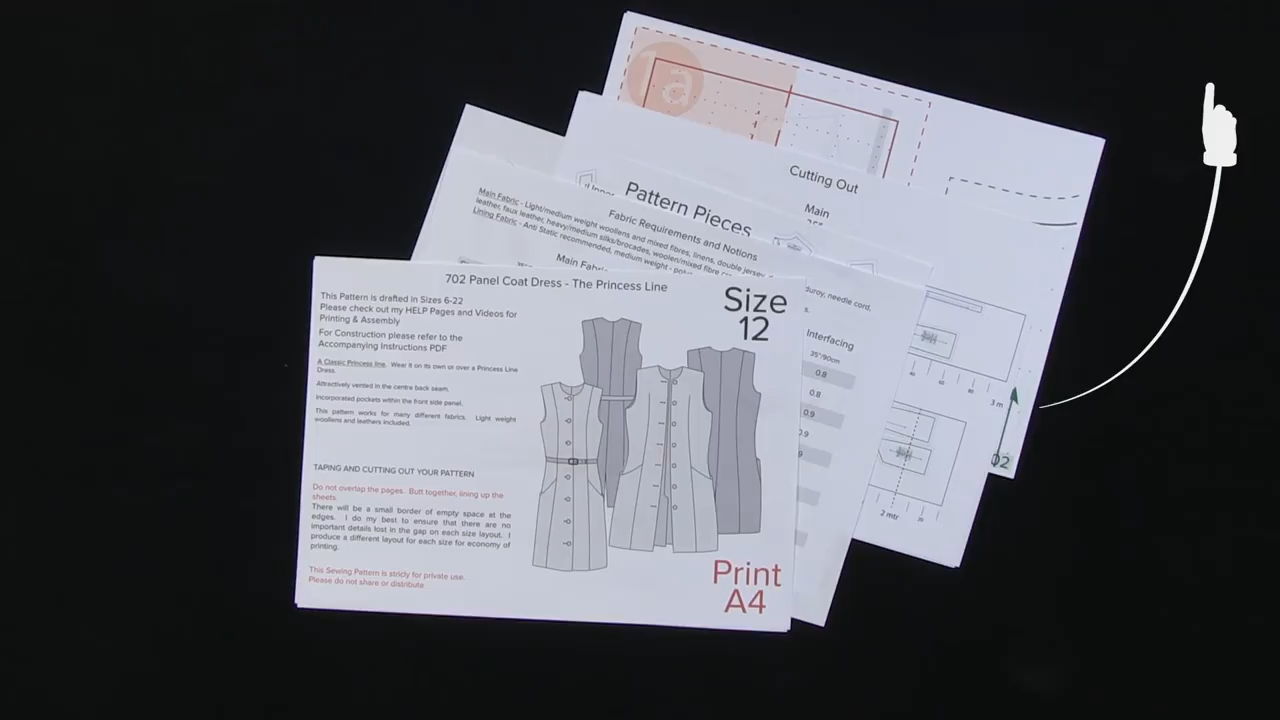 1a
Cutting Out
Main
Pattern Pieces
Fabric Requirements and Notions
Main Fabric - Light/medium weight woollens and mixed fibres, linens, double jersey,
duroy, needle cord,
leather, faux leather, heavy/medium silks/brocades, woolen/mixed fibre
Lining Fabric - Anti Static recommended, medium weight -
Main
Interfacing
35"/90cm
0.8
0.8
0.9
0.9
3 m
02
2 mtr
702 Panel Coat Dress - The Princess Line
Size
12
This Pattern is drafted in Sizes 6-22
Please check out my HELP Pages and Videos for
Printing & Assembly
For Construction please refer to the
Accompanying Instructions PDF
A Classic Princess line. Wear it on its own or over a Princess Line
Dress.
Attractively vented in the centre back seam.
Incorporated pockets within the front side panel.
This pattern works for many different fabrics. Light weight
woollens and leathers included.
TAPING AND CUTTING OUT YOUR PATTERN
Do not overlap the pages. Butt together, lining up the
sheets.
There will be a small border of empty space at the
edges. I do my best to ensure that there are no
important details lost in the gap on each size layout. I
produce a different layout for each size for economy of
printing.
This Sewing Pattern is stricly for private use.
Please do not share or distribute
Print
A4